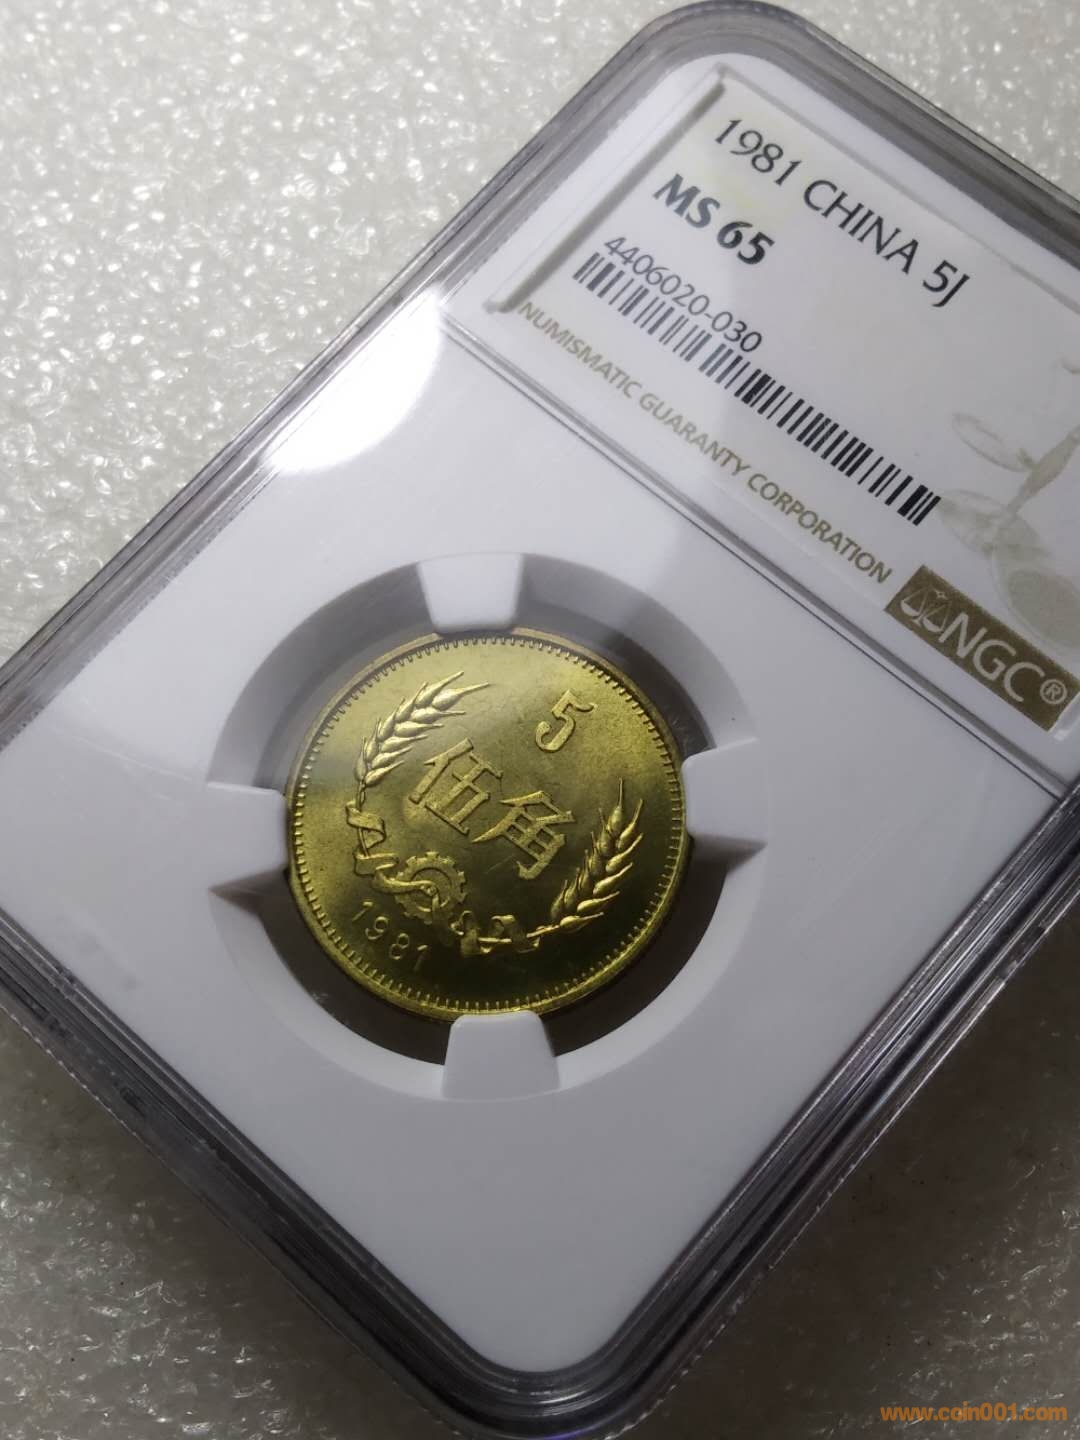 1981 CHINA 5J
MS 65
4406020-030
NUMISMATIC GUARANTY CORPORATION
NGC®
5
伍角
1981
www.coin001.com